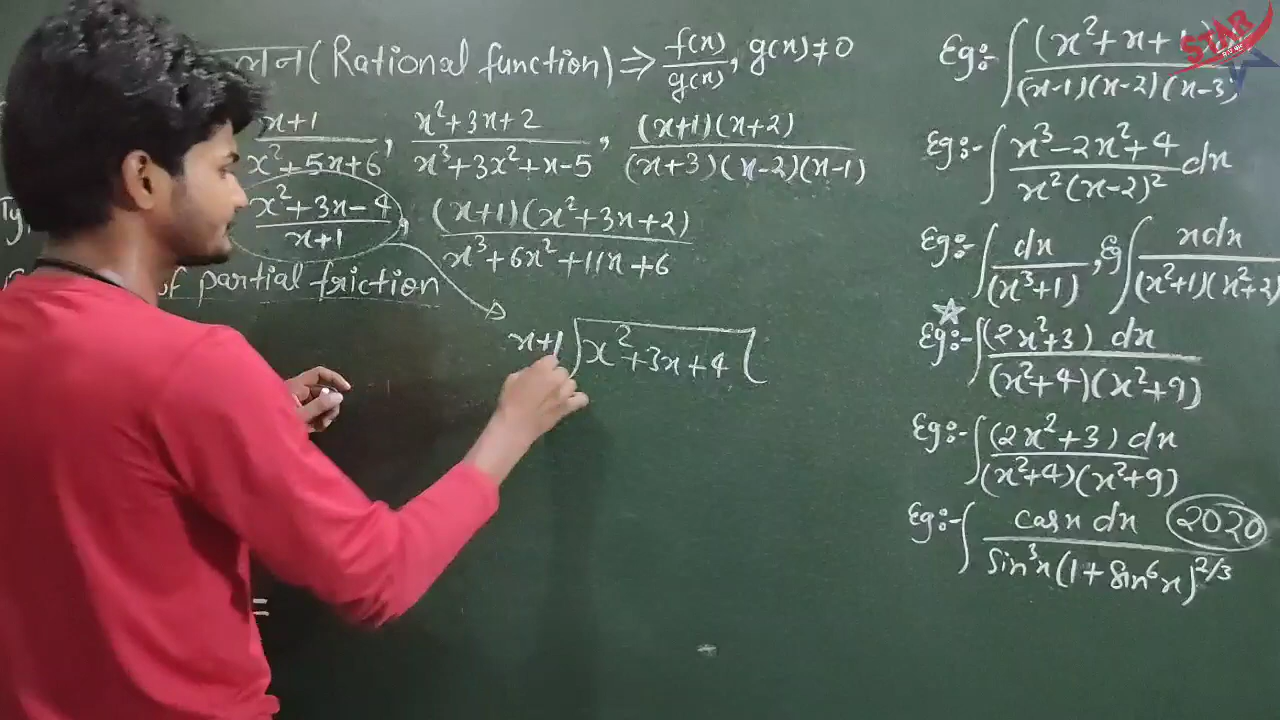 (Rational function) ⇒ f(x)/g(x), g(x) ≠ 0
x+1/x²+5x+6, x²+3x+2/x³+3x²+x-5, (x+1)(x+2)/(x+3)(x-2)(x-1)
x²+3x-4/x+1, (x+1)(x²+3x+2)/x³+6x²+11x+6
of partial friction
x+1)x²+3x+4(
=
Eg:- ∫(x²+x+1)/(x-1)(x-2)(x-3)
Eg:- ∫x³-2x²+4/x²(x-2)² dx
Eg:- ∫dx/(x³+1), Eg ∫xdx/(x²+1)(x²+2)
☆
Eg:- ∫(2x²+3) dx/(x²+4)(x²+9)
Eg:- ∫(2x²+3) dx/(x²+4)(x²+9)
Eg:- ∫cosx dx/sin³x(1+sin⁶x)^2/3 2020
STAR